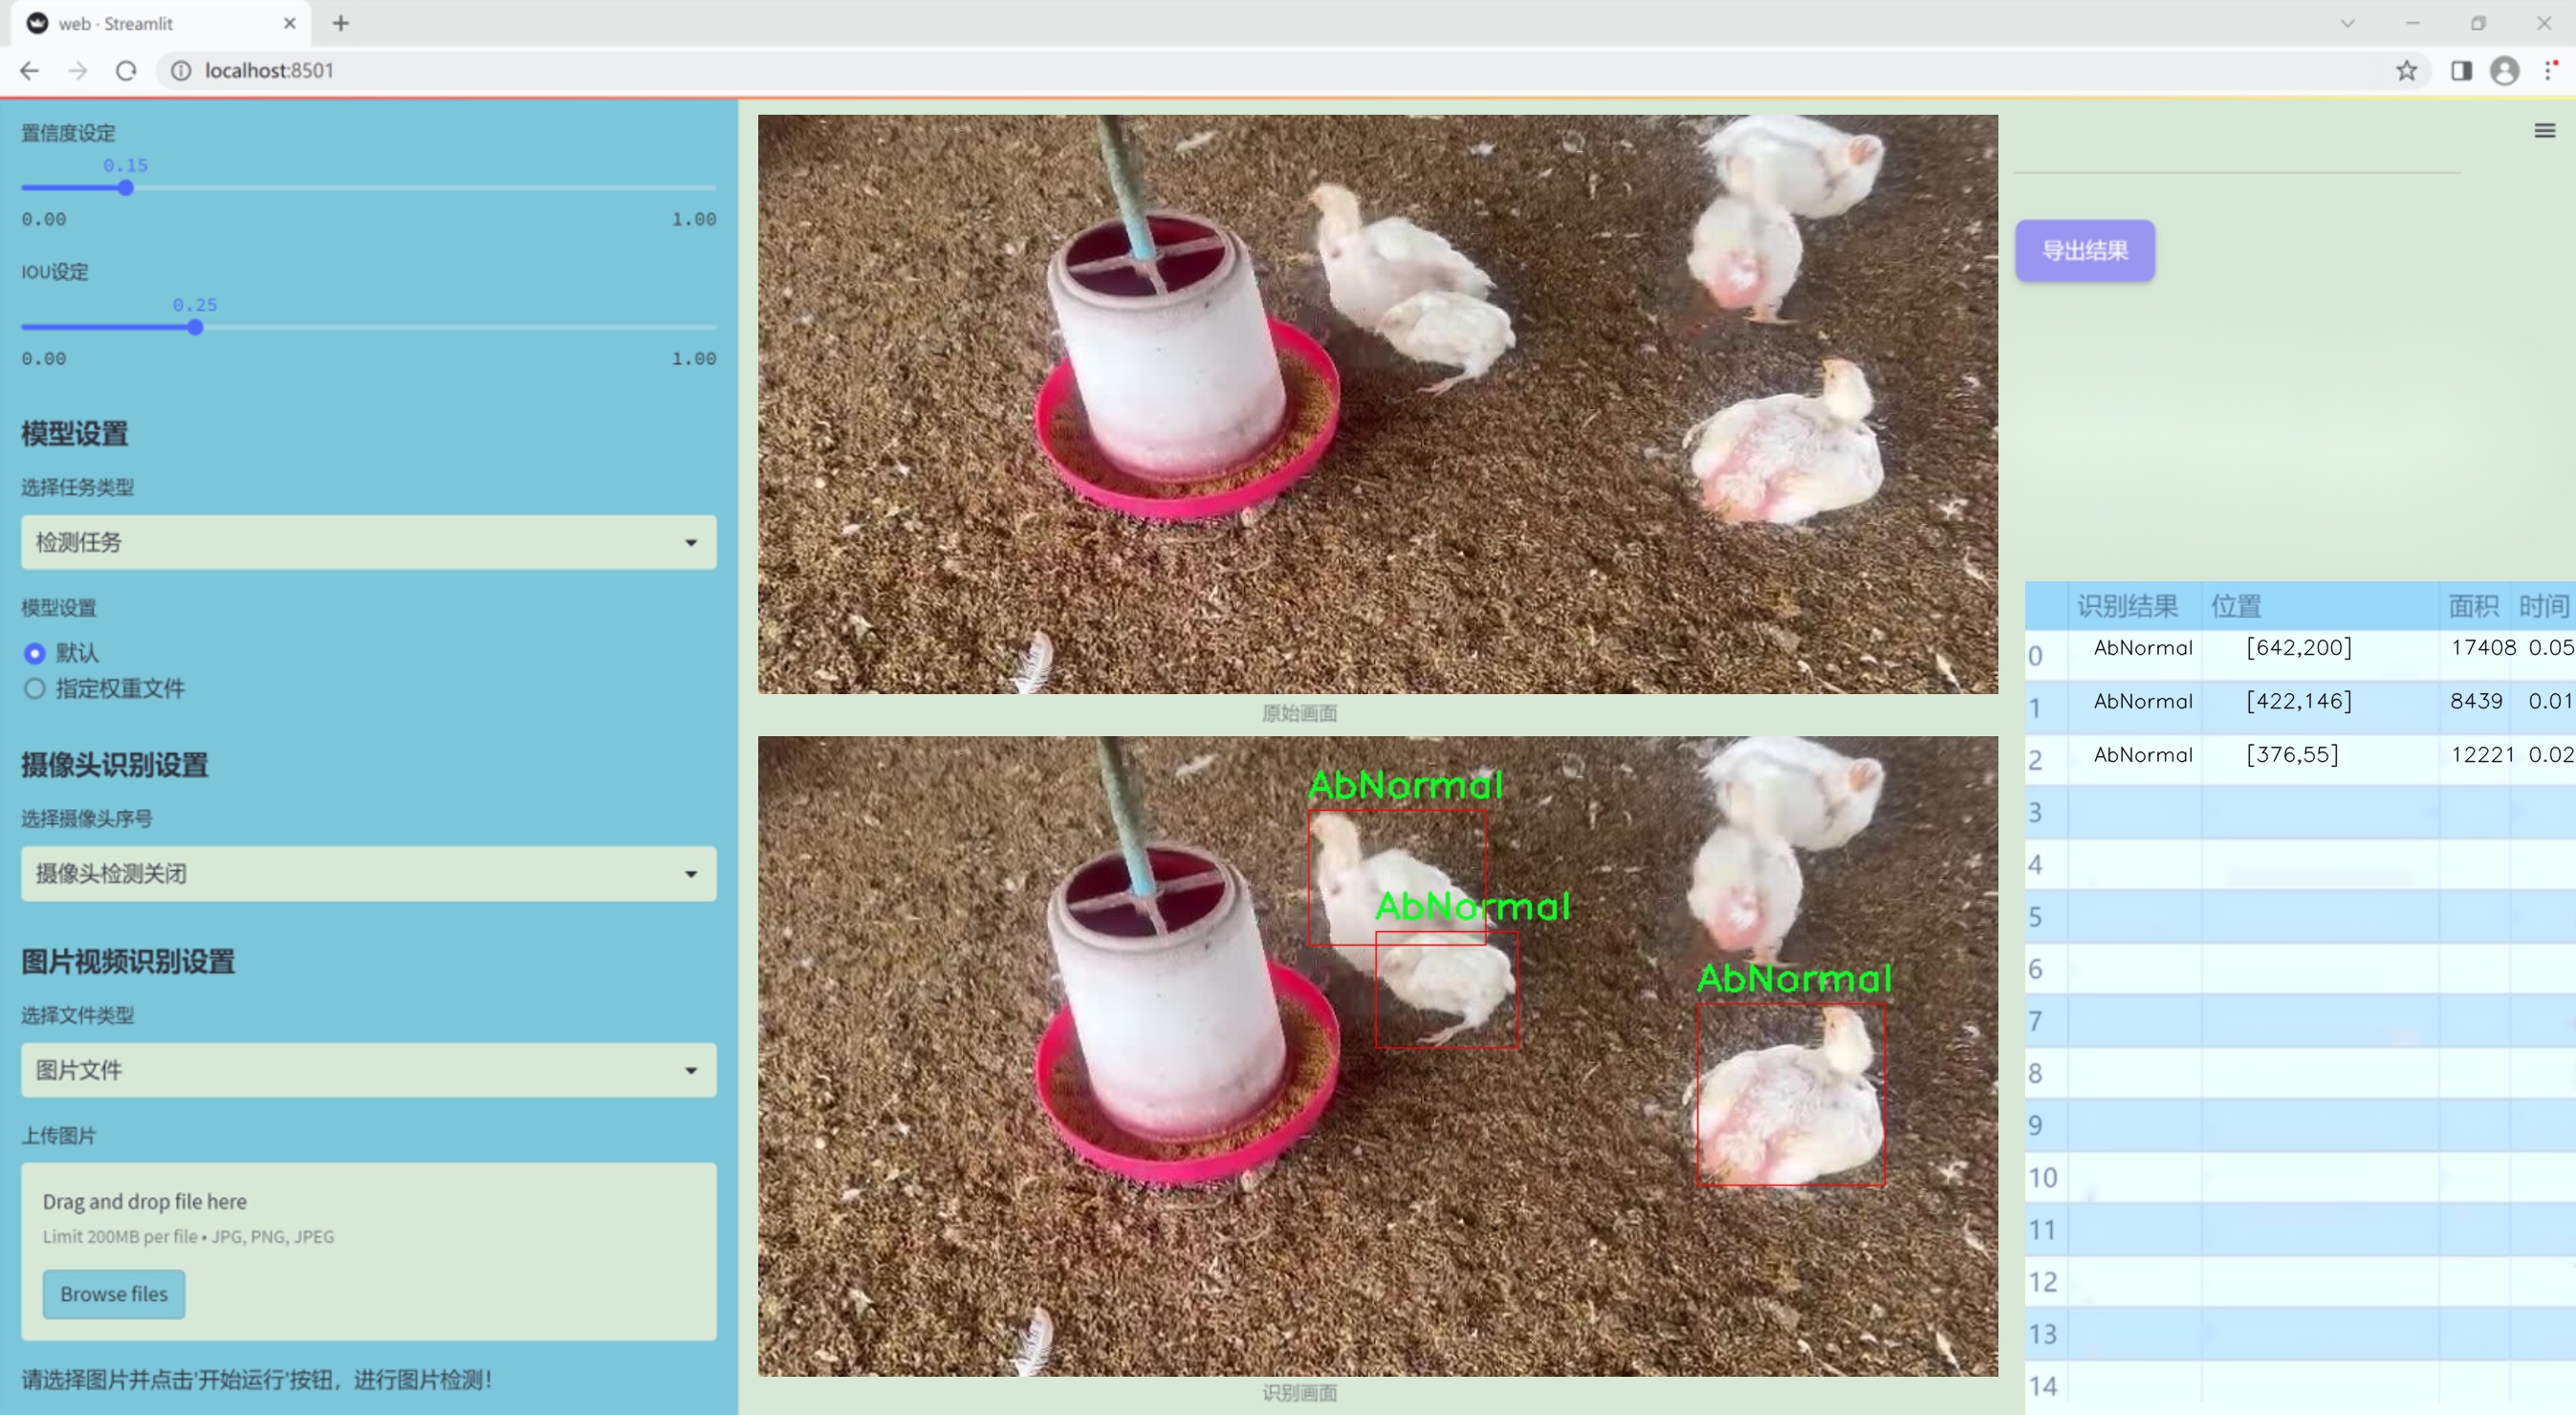 web · Streamlit
localhost:8501
置信度设定
0.15
0.00 1.00
IOU设定
0.25
0.00 1.00
模型设置
选择任务类型
检测任务
模型设置
默认
指定权重文件
摄像头识别设置
选择摄像头序号
摄像头检测关闭
图片视频识别设置
选择文件类型
图片文件
上传图片
Drag and drop file here
Limit 200MB per file • JPG, PNG, JPEG
Browse files
请选择图片并点击'开始运行'按钮，进行图片检测！
原始画面
AbNormal
AbNormal
AbNormal
识别画面
导出结果
识别结果 位置 面积 时间
0 AbNormal [642,200] 17408 0.05
1 AbNormal [422,146] 8439 0.01
2 AbNormal [376,55] 12221 0.02
3
4
5
6
7
8
9
10
11
12
13
14